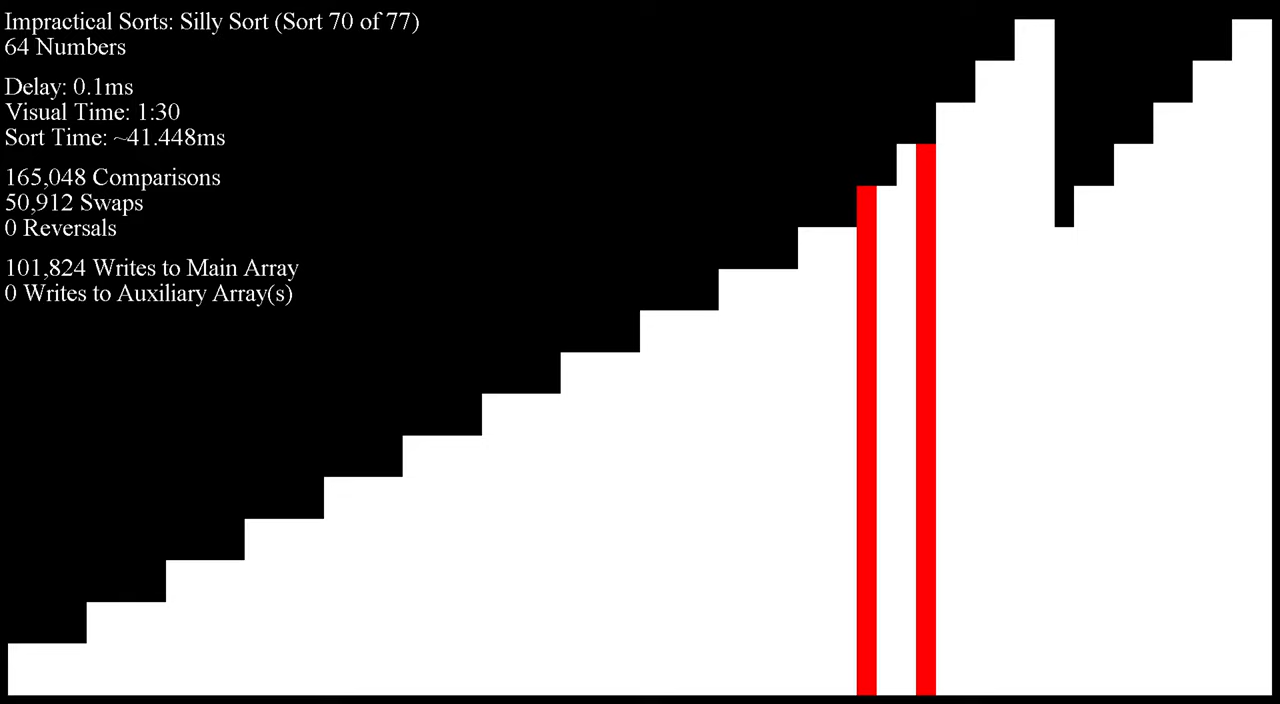 Impractical Sorts: Silly Sort (Sort 70 of 77)
64 Numbers
Delay: 0.1ms
Visual Time: 1:30
Sort Time: ~41.448ms
165,048 Comparisons
50,912 Swaps
0 Reversals
101,824 Writes to Main Array
0 Writes to Auxiliary Array(s)